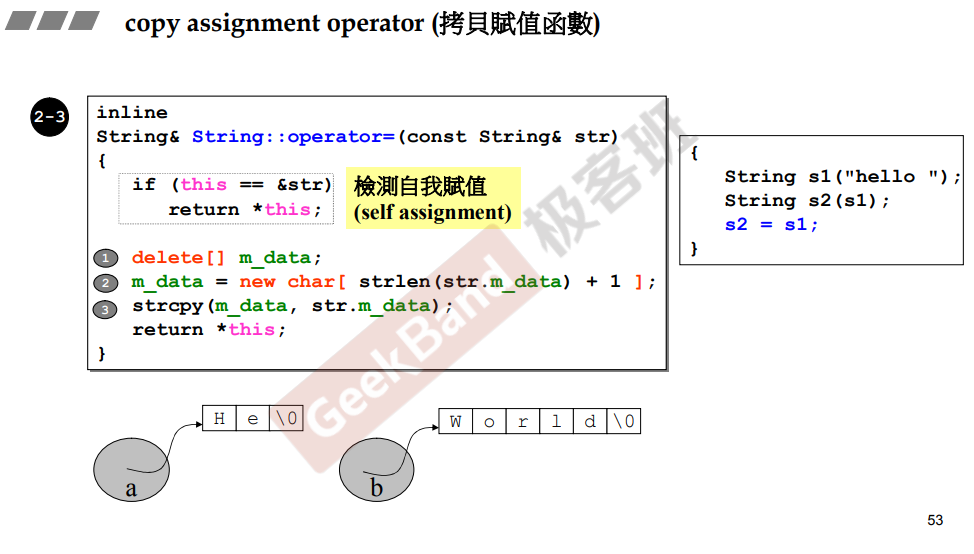 copy assignment operator (拷貝賦值函數)
2-3
inline
String& String::operator=(const String& str)
{
if (this == &str)
return *this;
檢測自我賦值
(self assignment)
1 delete[] m_data;
2 m_data = new char[ strlen(str.m_data) + 1 ];
3 strcpy(m_data, str.m_data);
return *this;
}
{
String s1("hello ");
String s2(s1);
s2 = s1;
}
GeekBand 极客班
H e \0
a
W o r l d \0
b
53